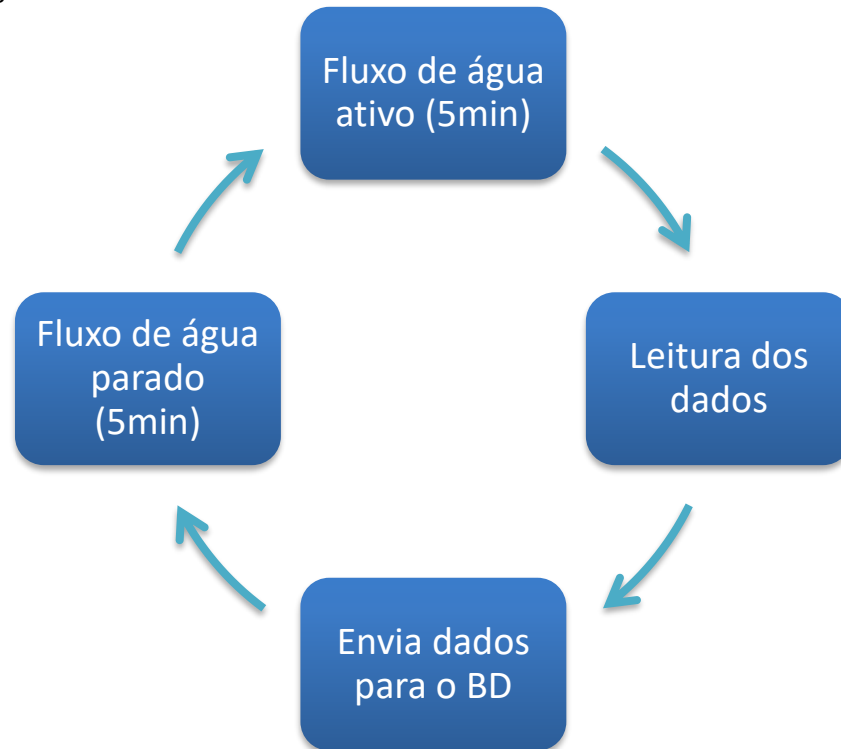 Fluxo de água
ativo (5min)
Leitura dos
dados
Envia dados
para o BD
Fluxo de água
parado
(5min)